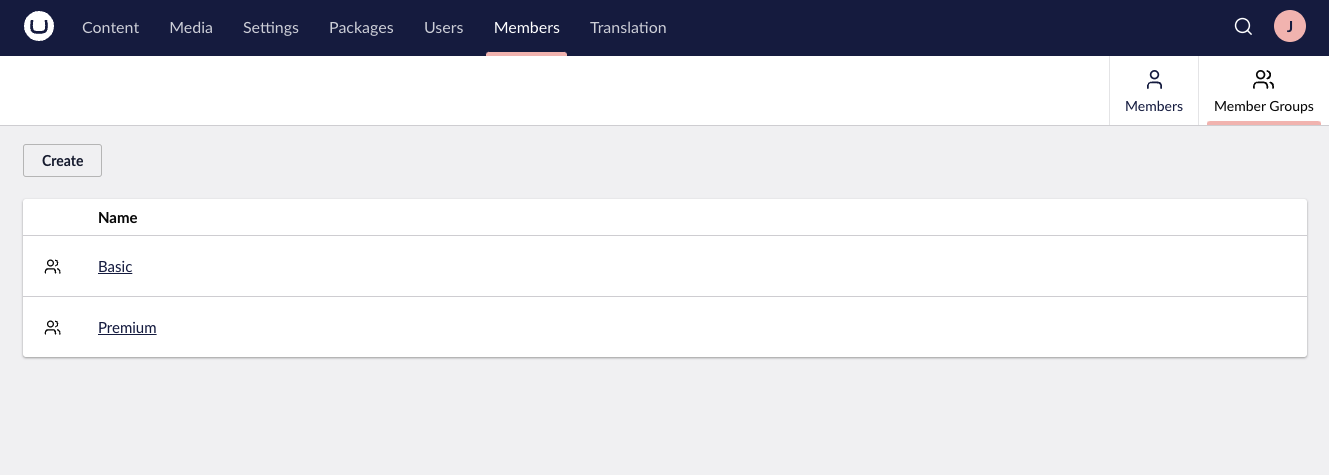 Content Media Settings Packages Users Members Translation J
Members Member Groups
Create
Name
Basic
Premium